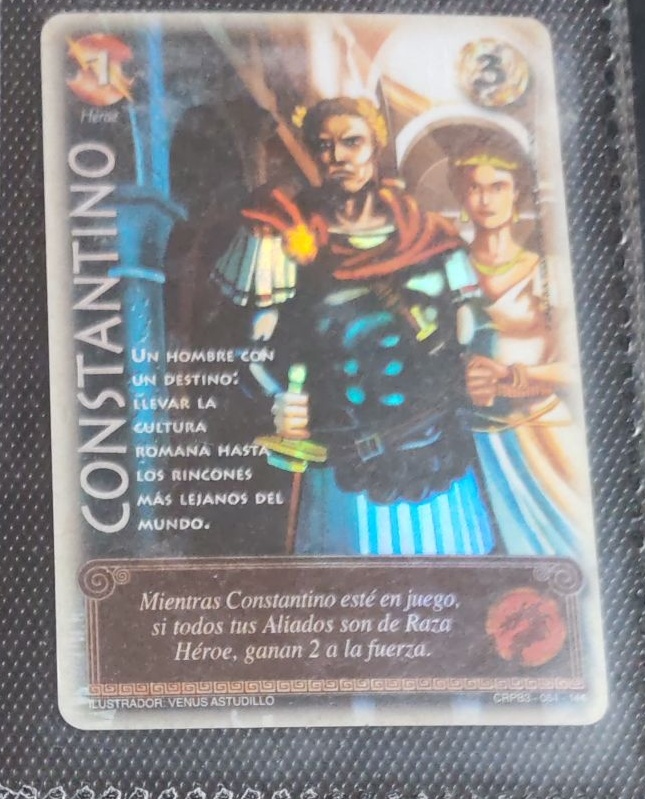 1
3
Héroe
CONSTANTINO
UN HOMBRE CON
UN DESTINO:
LLEVAR LA
CULTURA
ROMANA HASTA
LOS RINCONES
MÁS LEJANOS DEL
MUNDO.
Mientras Constantino esté en juego,
si todos tus Aliados son de Raza
Héroe, ganan 2 a la fuerza.
ILUSTRADOR: VENUS ASTUDILLO